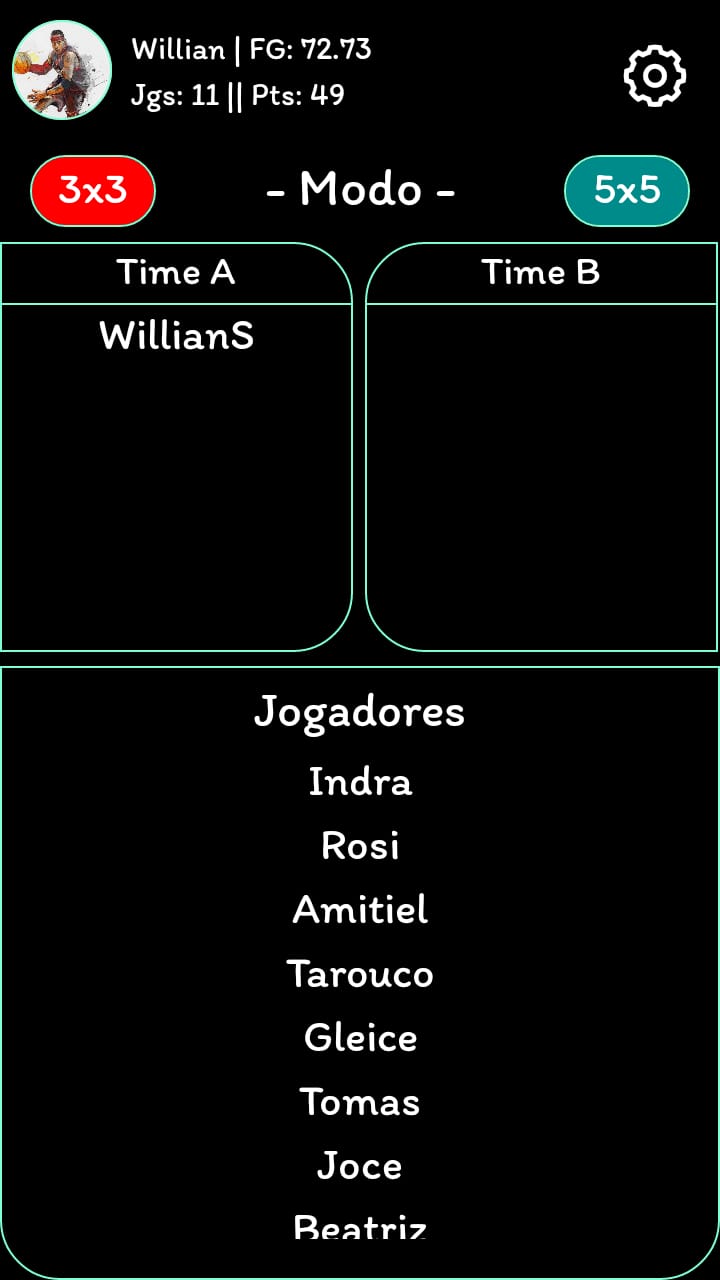 Willian | FG: 72.73
Jgs: 11 || Pts: 49
3x3
- Modo -
5x5
Time A
Time B
WillianS
Jogadores
Indra
Rosi
Amitiel
Tarouco
Gleice
Tomas
Joce
Beatriz